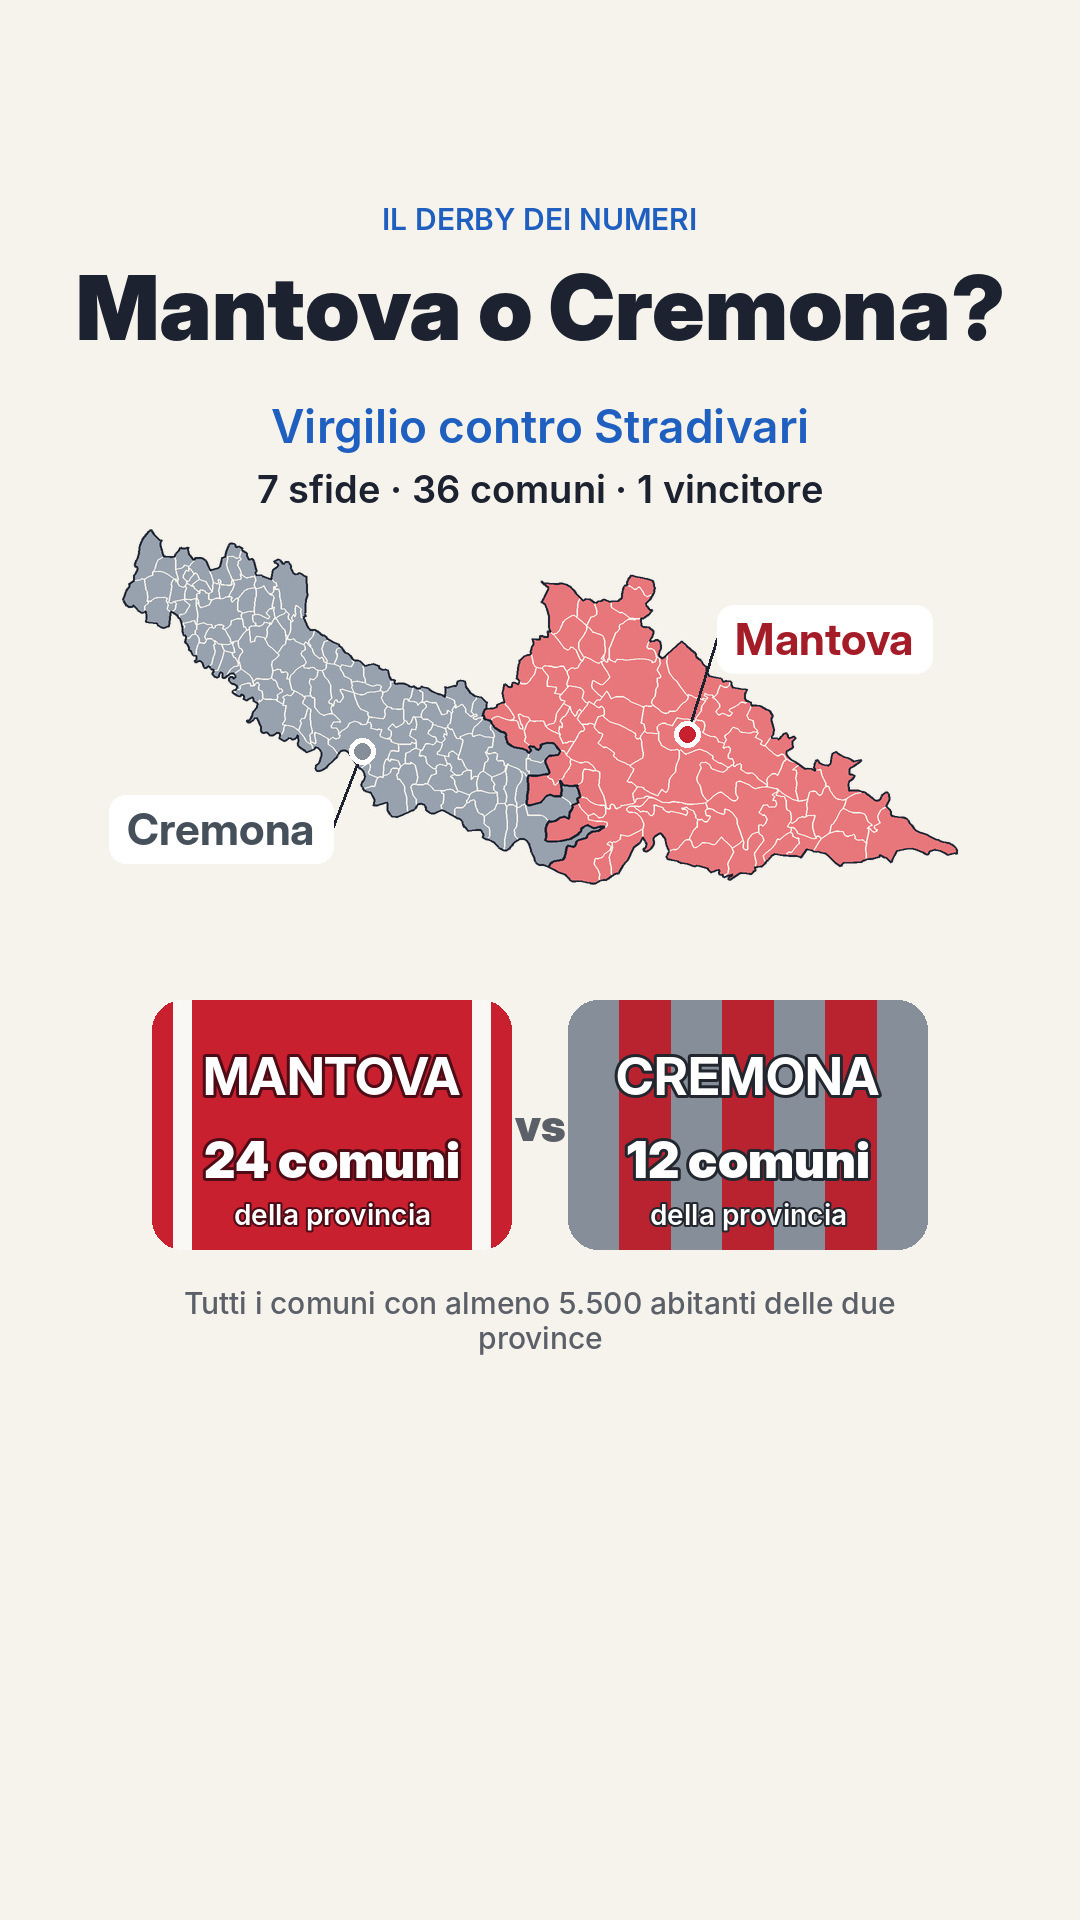 IL DERBY DEI NUMERI
Mantova o Cremona?
Virgilio contro Stradivari
7 sfide · 36 comuni · 1 vincitore
Mantova
Cremona
MANTOVA
24 comuni
della provincia
vs
CREMONA
12 comuni
della provincia
Tutti i comuni con almeno 5.500 abitanti delle due
province